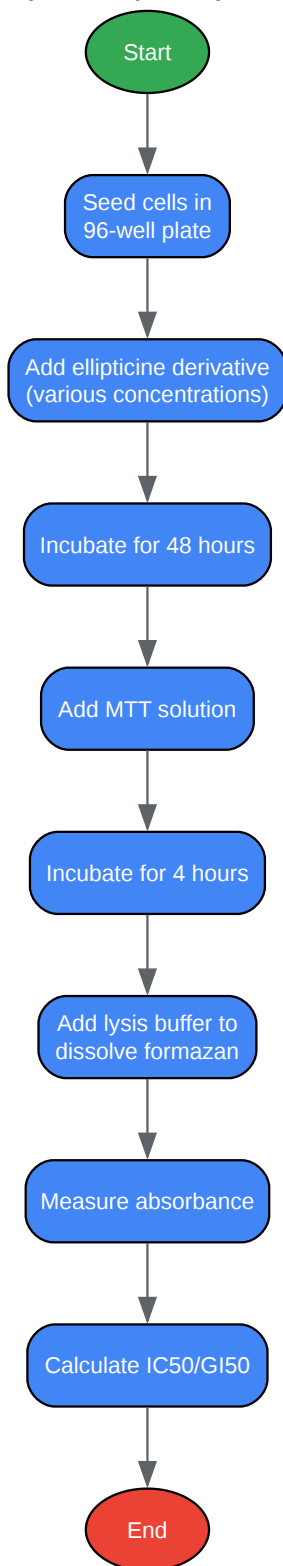 Start
Seed cells in
96-well plate
Add ellipticine derivative
(various concentrations)
Incubate for 48 hours
Add MTT solution
Incubate for 4 hours
Add lysis buffer to
dissolve formazan
Measure absorbance
Calculate IC50/GI50
End